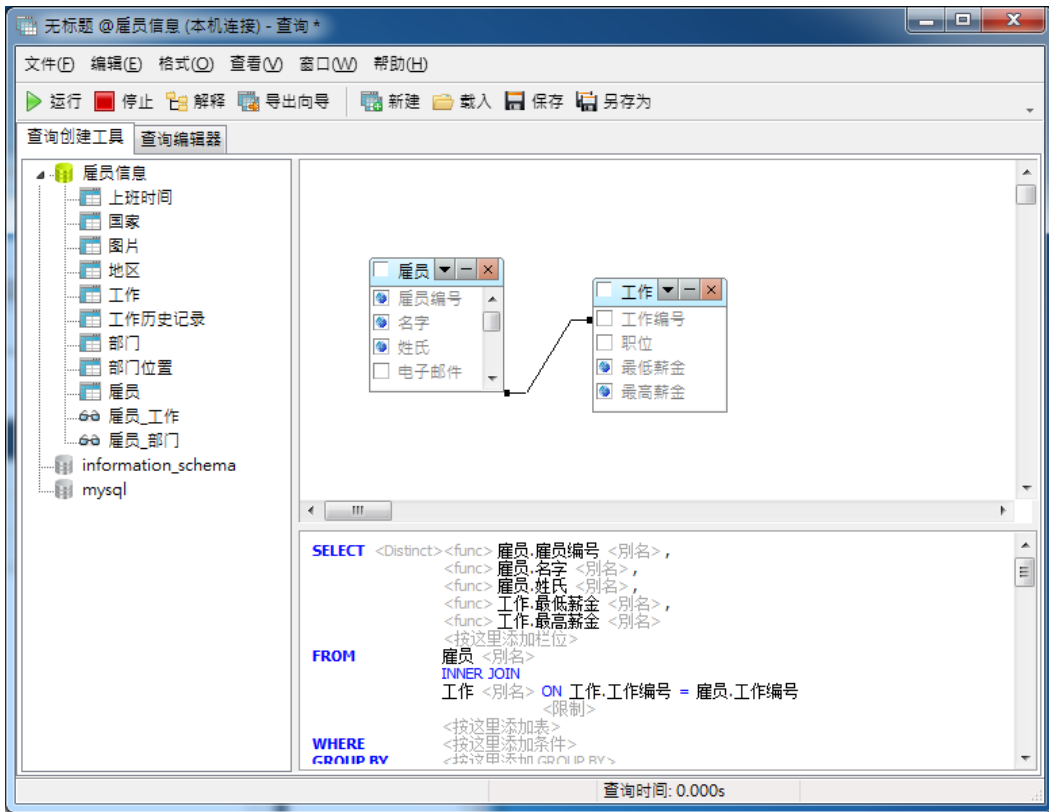 无标题 @雇员信息 (本机连接) - 查询 *
文件(F) 编辑(E) 格式(O) 查看(V) 窗口(W) 帮助(H)
运行 停止 解释 导出向导 新建 载入 保存 另存为
查询创建工具 查询编辑器
雇员信息
上班时间
国家
图片
地区
工作
工作历史记录
部门
部门位置
雇员
雇员_工作
雇员_部门
information_schema
mysql
雇员
雇员编号
名字
姓氏
电子邮件
工作
工作编号
职位
最低薪金
最高薪金
SELECT <Distinct> <func> 雇员.雇员编号 <别名> ,
<func> 雇员.名字 <别名> ,
<func> 雇员.姓氏 <别名> ,
<func> 工作.最低薪金 <别名> ,
<func> 工作.最高薪金 <别名>
<按这里添加栏位>
FROM 雇员 <别名>
INNER JOIN
工作 <别名> ON 工作.工作编号 = 雇员.工作编号
<限制>
<按这里添加表>
WHERE <按这里添加条件>
GROUP BY <按这里添加 GROUP BY>
查询时间: 0.000s